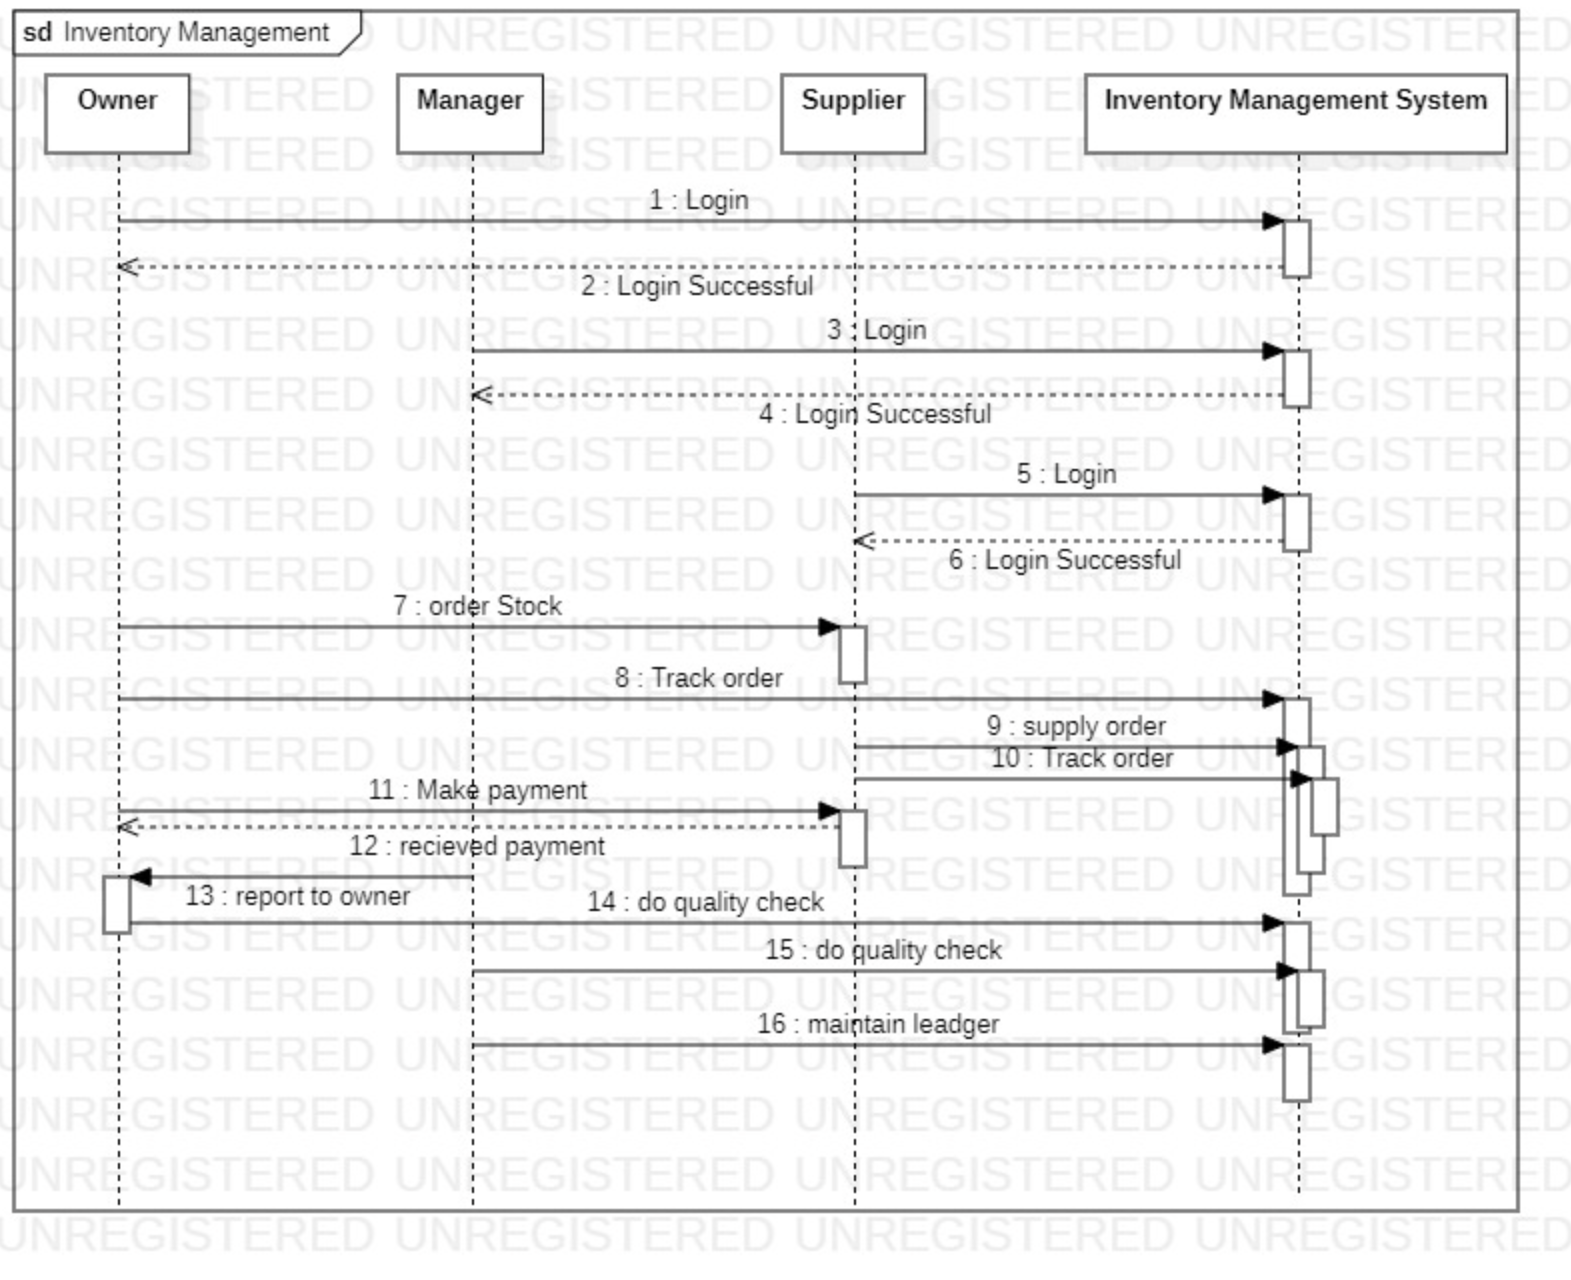 sd Inventory Management
Owner
Manager
Supplier
Inventory Management System
1 : Login
2 : Login Successful
3 : Login
4 : Login Successful
5 : Login
6 : Login Successful
7 : order Stock
8 : Track order
9 : supply order
10 : Track order
11 : Make payment
12 : recieved payment
13 : report to owner
14 : do quality check
15 : do quality check
16 : maintain leadger
UNREGISTERED